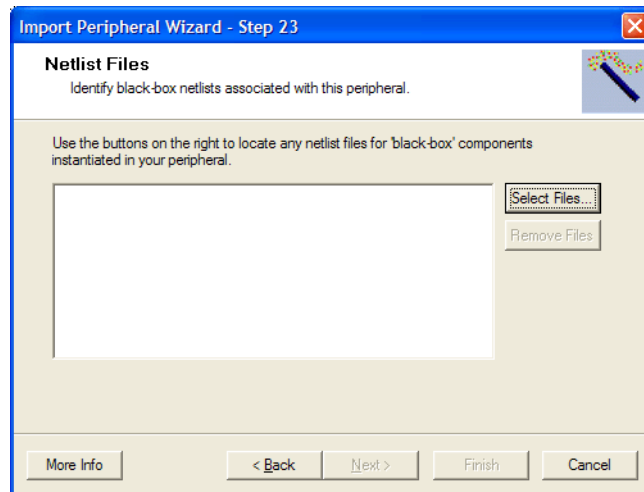 Import Peripheral Wizard - Step 23
Netlist Files
Identify black-box netlists associated with this peripheral.
Use the buttons on the right to locate any netlist files for 'black-box' components
instantiated in your peripheral.
Select Files...
Remove Files
More Info
< Back
Next >
Finish
Cancel